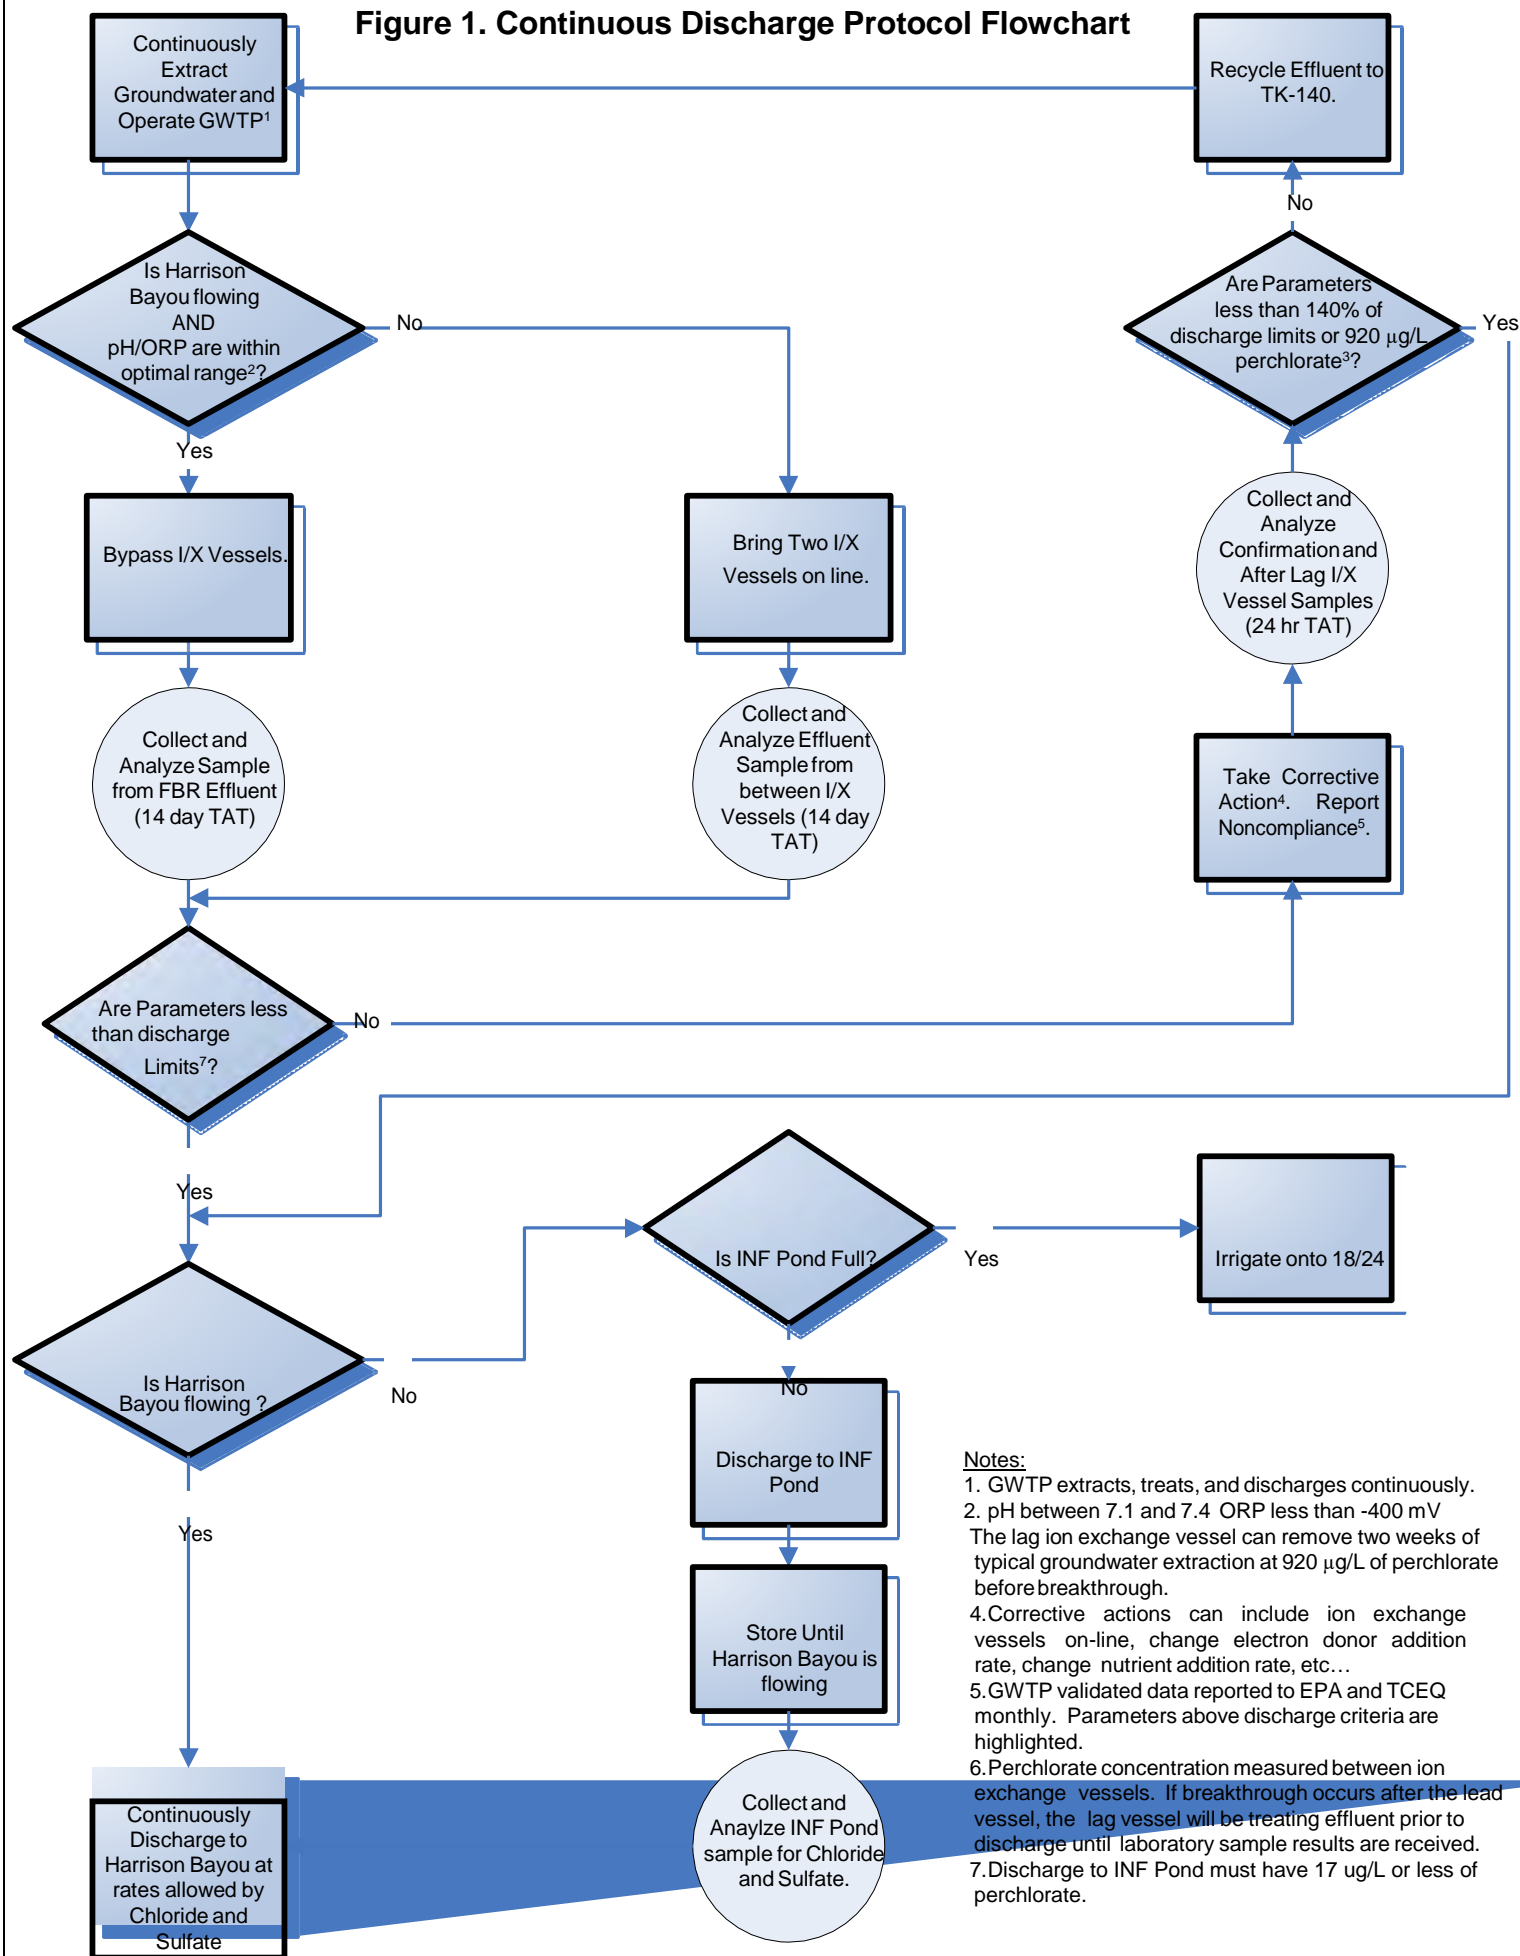 Figure 1. Continuous Discharge Protocol Flowchart
Continuously
Extract
Groundwater and
Operate GWTP1
Recycle Effluent to
TK-140.
No
Is Harrison
Bayou flowing
AND
pH/ORP are within
optimal range2?
No
Are Parameters
less than 140% of
discharge limits or 920 µg/L
perchlorate3?
Yes
Yes
Bypass I/X Vessels.
Bring Two I/X
Vessels on line.
Collect and
Analyze
Confirmation and
After Lag I/X
Vessel Samples
(24 hr TAT)
Collect and
Analyze Sample
from FBR Effluent
(14 day TAT)
Collect and
Analyze Effluent
Sample from
between I/X
Vessels (14 day
TAT)
Take Corrective
Action4. Report
Noncompliance5.
Are Parameters less
than discharge
Limits7?
No
Yes
Is INF Pond Full?
Yes
Irrigate onto 18/24
Is Harrison
Bayou flowing ?
No
No
Discharge to INF
Pond
Yes
Store Until
Harrison Bayou is
flowing
Continuously
Discharge to
Harrison Bayou at
rates allowed by
Chloride and
Sulfate
Collect and
Anaylze INF Pond
sample for Chloride
and Sulfate.
Notes:
1. GWTP extracts, treats, and discharges continuously.
2. pH between 7.1 and 7.4 ORP less than -400 mV
The lag ion exchange vessel can remove two weeks of
typical groundwater extraction at 920 µg/L of perchlorate
before breakthrough.
4.Corrective actions can include ion exchange
vessels on-line, change electron donor addition
rate, change nutrient addition rate, etc…
5.GWTP validated data reported to EPA and TCEQ
monthly. Parameters above discharge criteria are
highlighted.
6.Perchlorate concentration measured between ion
exchange vessels. If breakthrough occurs after the lead
vessel, the lag vessel will be treating effluent prior to
discharge until laboratory sample results are received.
7.Discharge to INF Pond must have 17 ug/L or less of
perchlorate.